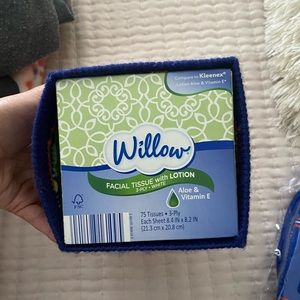 Compare to Kleenex®
Lotion Aloe & Vitamin E*
Willow
FACIAL TISSUE with LOTION
3-PLY • WHITE
Aloe &
Vitamin E
FSC
75 Tissues • 3-Ply
Each Sheet 8.4 IN x 8.2 IN
(21.3 cm x 20.8 cm)